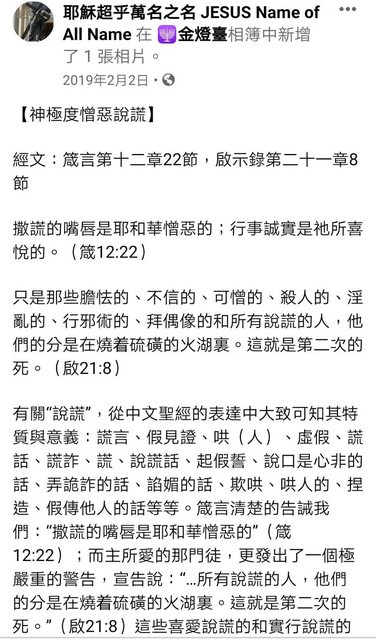 耶穌超乎萬名之名 JESUS Name of
All Name 在 🕎金燈臺相簿中新增
了 1 張相片。
2019年2月2日·
【神極度憎惡說謊】
經文：箴言第十二章22節，啟示錄第二十一章8
節
撒謊的嘴唇是耶和華憎惡的；行事誠實是祂所喜
悅的。（箴12:22）
只是那些膽怯的、不信的、可憎的、殺人的、淫
亂的、行邪術的、拜偶像的和所有說謊的人，他
們的分是在燒着硫磺的火湖裏。這就是第二次的
死。（啟21:8）
有關“說謊”，從中文聖經的表達中大致可知其特
質與意義：謊言、假見證、哄（人）、虛假、謊
話、謊詐、謊、說謊話、起假誓、說口是心非的
話、弄詭詐的話、諂媚的話、欺哄、哄人的、捏
造、假傳他人的話等等。箴言清楚的告誡我
們：“撒謊的嘴唇是耶和華憎惡的”（箴
12:22）；而主所愛的那門徒，更發出了一個極
嚴重的警告，宣告說：“…所有說謊的人，他們
的分是在燒着硫磺的火湖裏。這就是第二次的
死。”（啟21:8）這些喜愛說謊的和實行說謊的